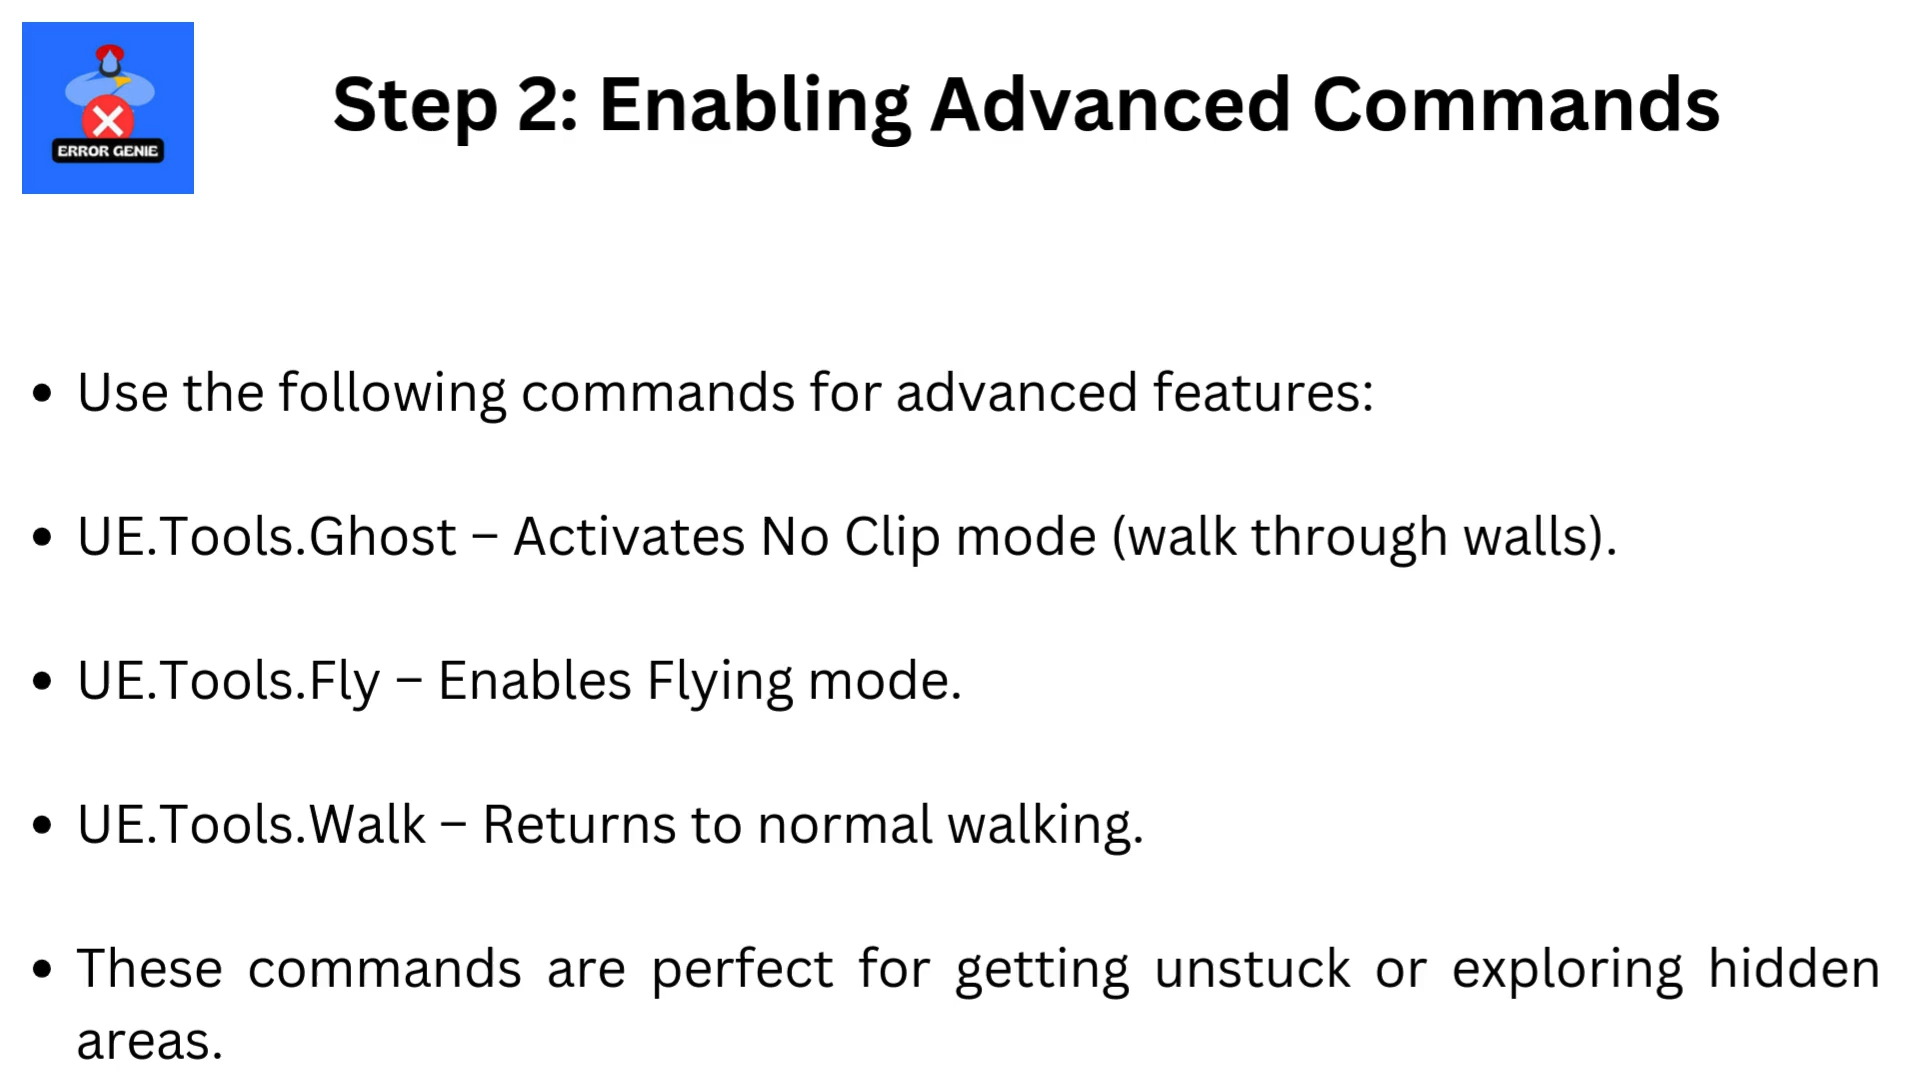 ERROR GENIE
Step 2: Enabling Advanced Commands
• Use the following commands for advanced features:
• UE.Tools.Ghost – Activates No Clip mode (walk through walls).
• UE.Tools.Fly – Enables Flying mode.
• UE.Tools.Walk – Returns to normal walking.
• These commands are perfect for getting unstuck or exploring hidden
areas.